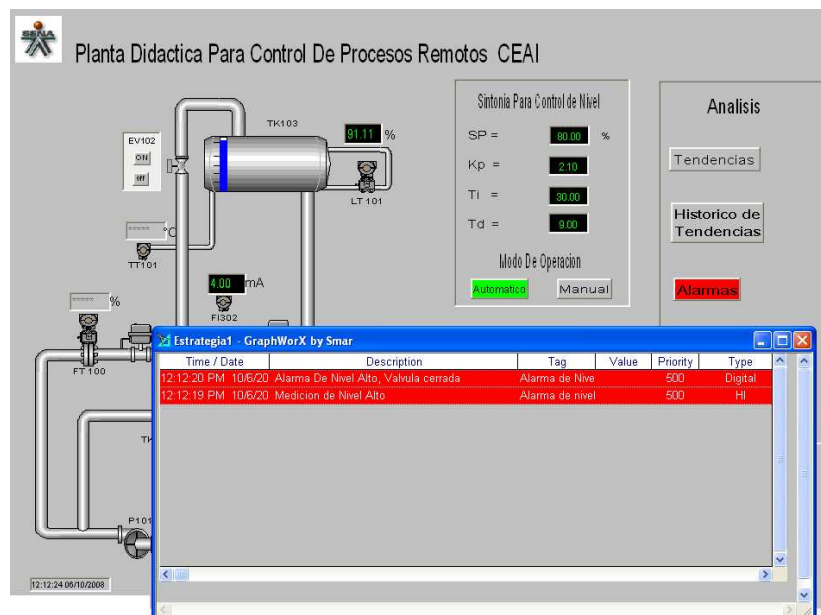 SENA
Planta Didactica Para Control De Procesos Remotos CEAI
EV102
ON
off
TK103
91.11 %
LT 101
***** °C
TT101
4.00 mA
FI302
***** %
FT 100
TK
P101
12:12:24 06/10/2008
Sintonia Para Control de Nivel
SP = 80.00 %
Kp = 2.10
Ti = 30.00
Td = 9.00
Modo De Operacion
Automatico Manual
Analisis
Tendencias
Historico de
Tendencias
Alarmas
Estrategia1 - GraphWorX by Smar
Time / Date Description Tag Value Priority Type
12:12:20 PM 10/6/20 Alarma De Nivel Alto, Valvula cerrada Alarma de Nive 500 Digital
12:12:19 PM 10/6/20 Medicion de Nivel Alto Alarma de nivel 500 HI